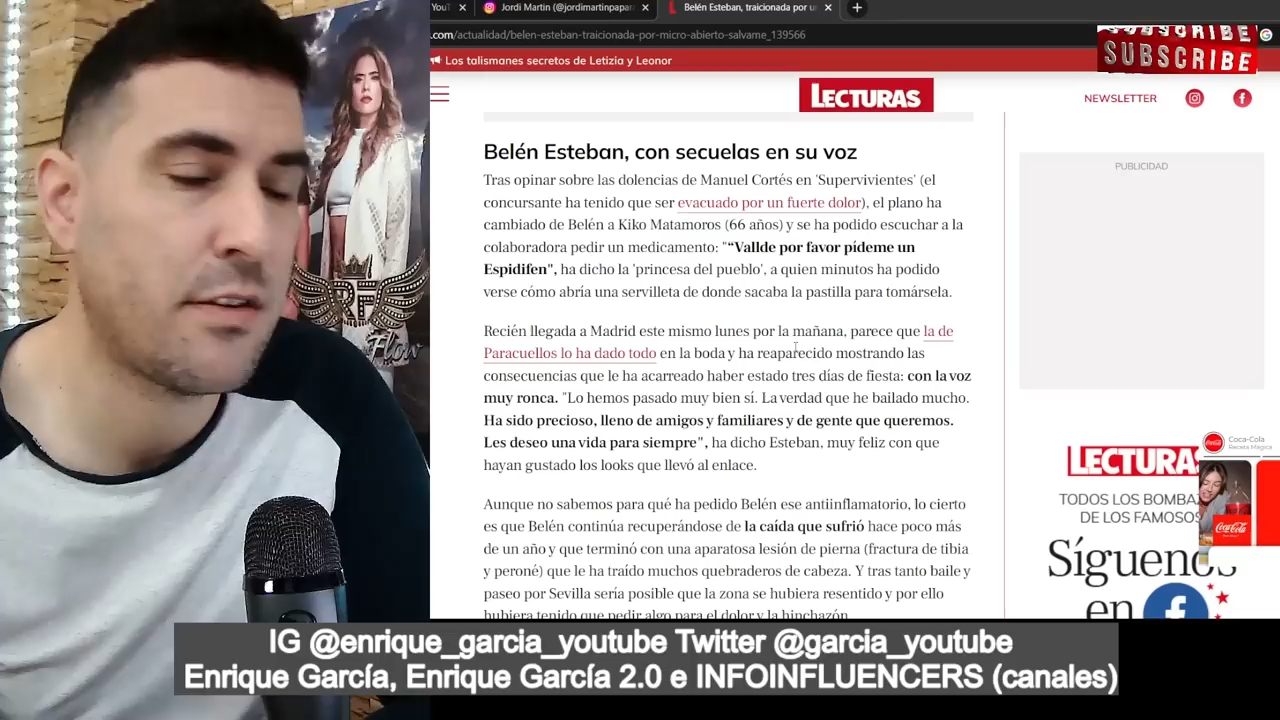 YouT
Jordi Martin (@jordimartinpapar
Belén Esteban, traicionada por u
.com/actualidad/belen-esteban-traicionada-por-micro-abierto-salvame_139566
SUBSCRIBE
SUBSCRIBE
Los talismanes secretos de Letizia y Leonor
LECTURAS
NEWSLETTER
Belén Esteban, con secuelas en su voz
Tras opinar sobre las dolencias de Manuel Cortés en 'Supervivientes' (el
concursante ha tenido que ser evacuado por un fuerte dolor), el plano ha
cambiado de Belén a Kiko Matamoros (66 años) y se ha podido escuchar a la
colaboradora pedir un medicamento: "“Vallde por favor pídeme un
Espidifen", ha dicho la 'princesa del pueblo', a quien minutos ha podido
verse cómo abría una servilleta de donde sacaba la pastilla para tomársela.
Recién llegada a Madrid este mismo lunes por la mañana, parece que la de
Paracuellos lo ha dado todo en la boda y ha reaparecido mostrando las
consecuencias que le ha acarreado haber estado tres días de fiesta: con la voz
muy ronca. "Lo hemos pasado muy bien sí. La verdad que he bailado mucho.
Ha sido precioso, lleno de amigos y familiares y de gente que queremos.
Les deseo una vida para siempre", ha dicho Esteban, muy feliz con que
hayan gustado los looks que llevó al enlace.
Aunque no sabemos para qué ha pedido Belén ese antiinflamatorio, lo cierto
es que Belén continúa recuperándose de la caída que sufrió hace poco más
de un año y que terminó con una aparatosa lesión de pierna (fractura de tibia
y peroné) que le ha traído muchos quebraderos de cabeza. Y tras tanto baile y
paseo por Sevilla sería posible que la zona se hubiera resentido y por ello
hubiera tenido que pedir algo para el dolor y la hinchazón.
PUBLICIDAD
LECTURAS
TODOS LOS BOMBAZ
DE LOS FAMOSOS
Síguenos
en
Coca-Cola
Receta Mágica
Coca-Cola
RF
Flow
IG @enrique_garcia_youtube Twitter @garcia_youtube
Enrique García, Enrique García 2.0 e INFOINFLUENCERS (canales)